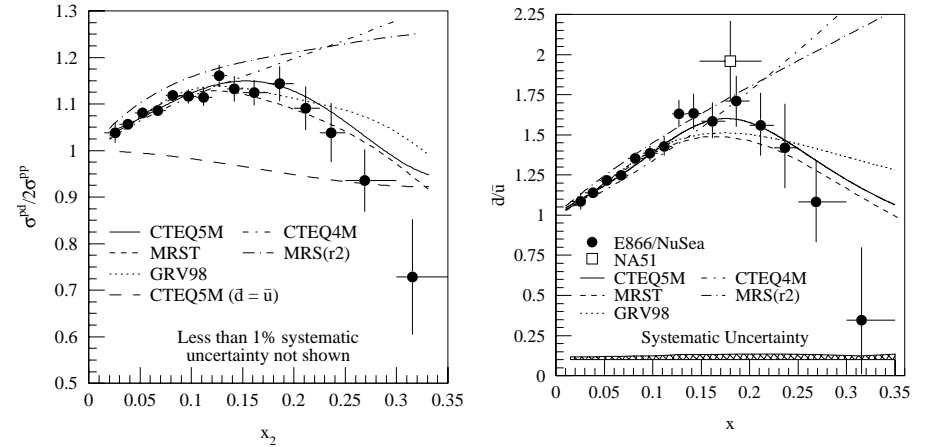 σpd/2σpp
1.3
1.2
1.1
1
0.9
0.8
0.7
0.6
0.5
CTEQ5M
CTEQ4M
MRST
MRS(r2)
GRV98
CTEQ5M (d̄ = ū)
Less than 1% systematic
uncertainty not shown
0 0.05 0.1 0.15 0.2 0.25 0.3 0.35
x2
d̄/ū
2.25
2
1.75
1.5
1.25
1
0.75
0.5
0.25
0
E866/NuSea
NA51
CTEQ5M
CTEQ4M
MRST
MRS(r2)
GRV98
Systematic Uncertainty
0 0.05 0.1 0.15 0.2 0.25 0.3 0.35
x